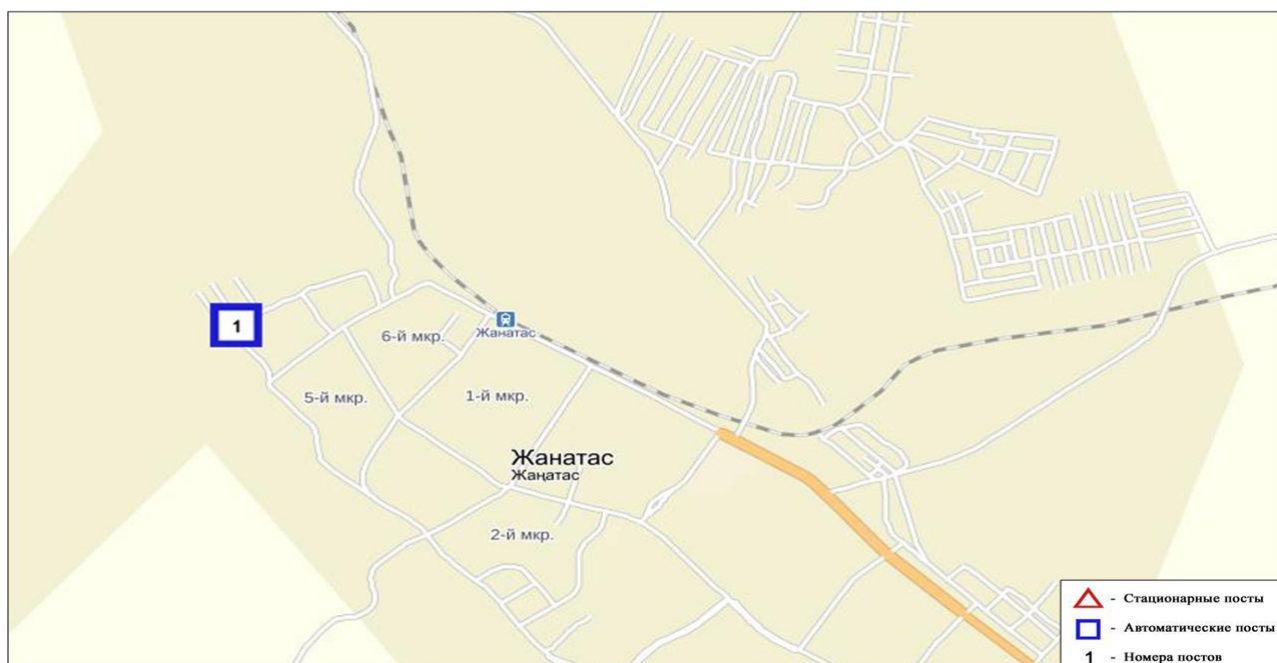 1
Жанатас
6-й мкр.
5-й мкр.
1-й мкр.
Жанатас
Жаңатас
2-й мкр.
- Стационарные посты
- Автоматические посты
1 - Номера постов